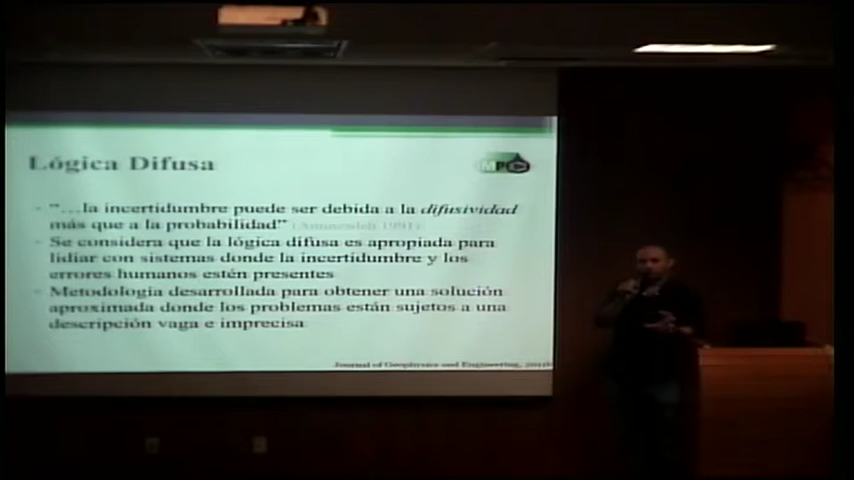 Lógica Difusa
MPC
- "…la incertidumbre puede ser debida a la difusividad
más que a la probabilidad"
- Se considera que la lógica difusa es apropiada para
lidiar con sistemas donde la incertidumbre y los
errores humanos estén presentes
- Metodología desarrollada para obtener una solución
aproximada donde los problemas están sujetos a una
descripción vaga e imprecisa
Journal of Geophysics and Engineering,